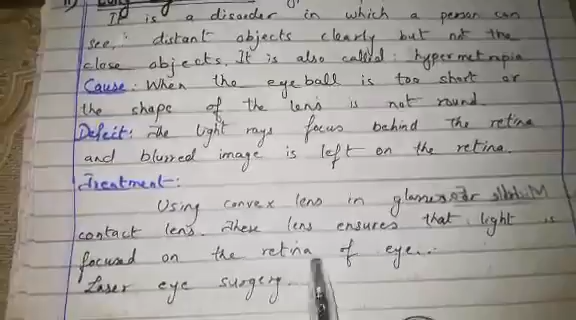 It is a disorder in which a person can
see, distant objects clearly but not the
close objects. It is also called: hypermetropia
Cause: When the eyeball is too short or
the shape of the lens is not round.
Defect: The light rays focus behind the retina
and blurred image is left on the retina.
Treatment:
Using convex lens in glasses or
contact lens. These lens ensures that light is
focused on the retina of eye.
Laser eye surgery.